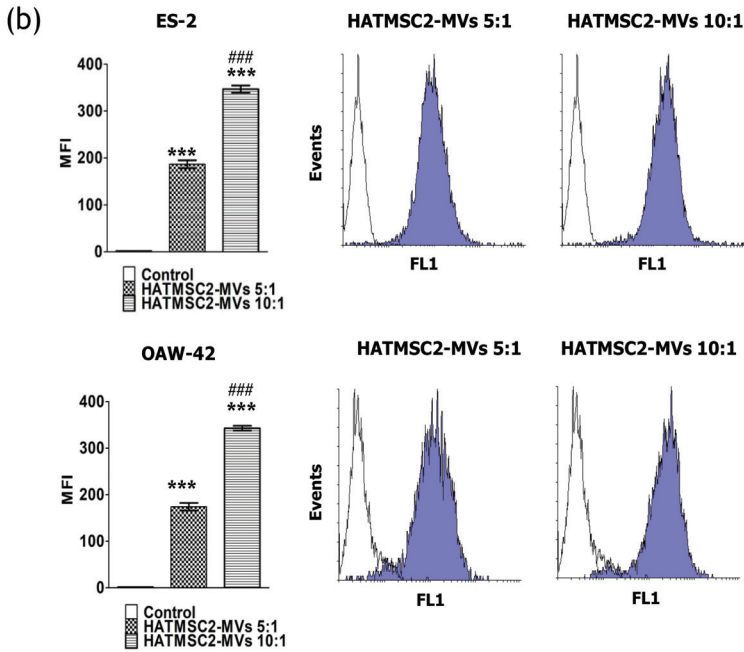 (b)
ES-2
HATMSC2-MVs 5:1
HATMSC2-MVs 10:1
###
***
***
400
300
200
100
0
MFI
Events
FL1
FL1
Control
HATMSC2-MVs 5:1
HATMSC2-MVs 10:1
OAW-42
HATMSC2-MVs 5:1
HATMSC2-MVs 10:1
###
***
***
400
300
200
100
0
MFI
Events
FL1
FL1
Control
HATMSC2-MVs 5:1
HATMSC2-MVs 10:1